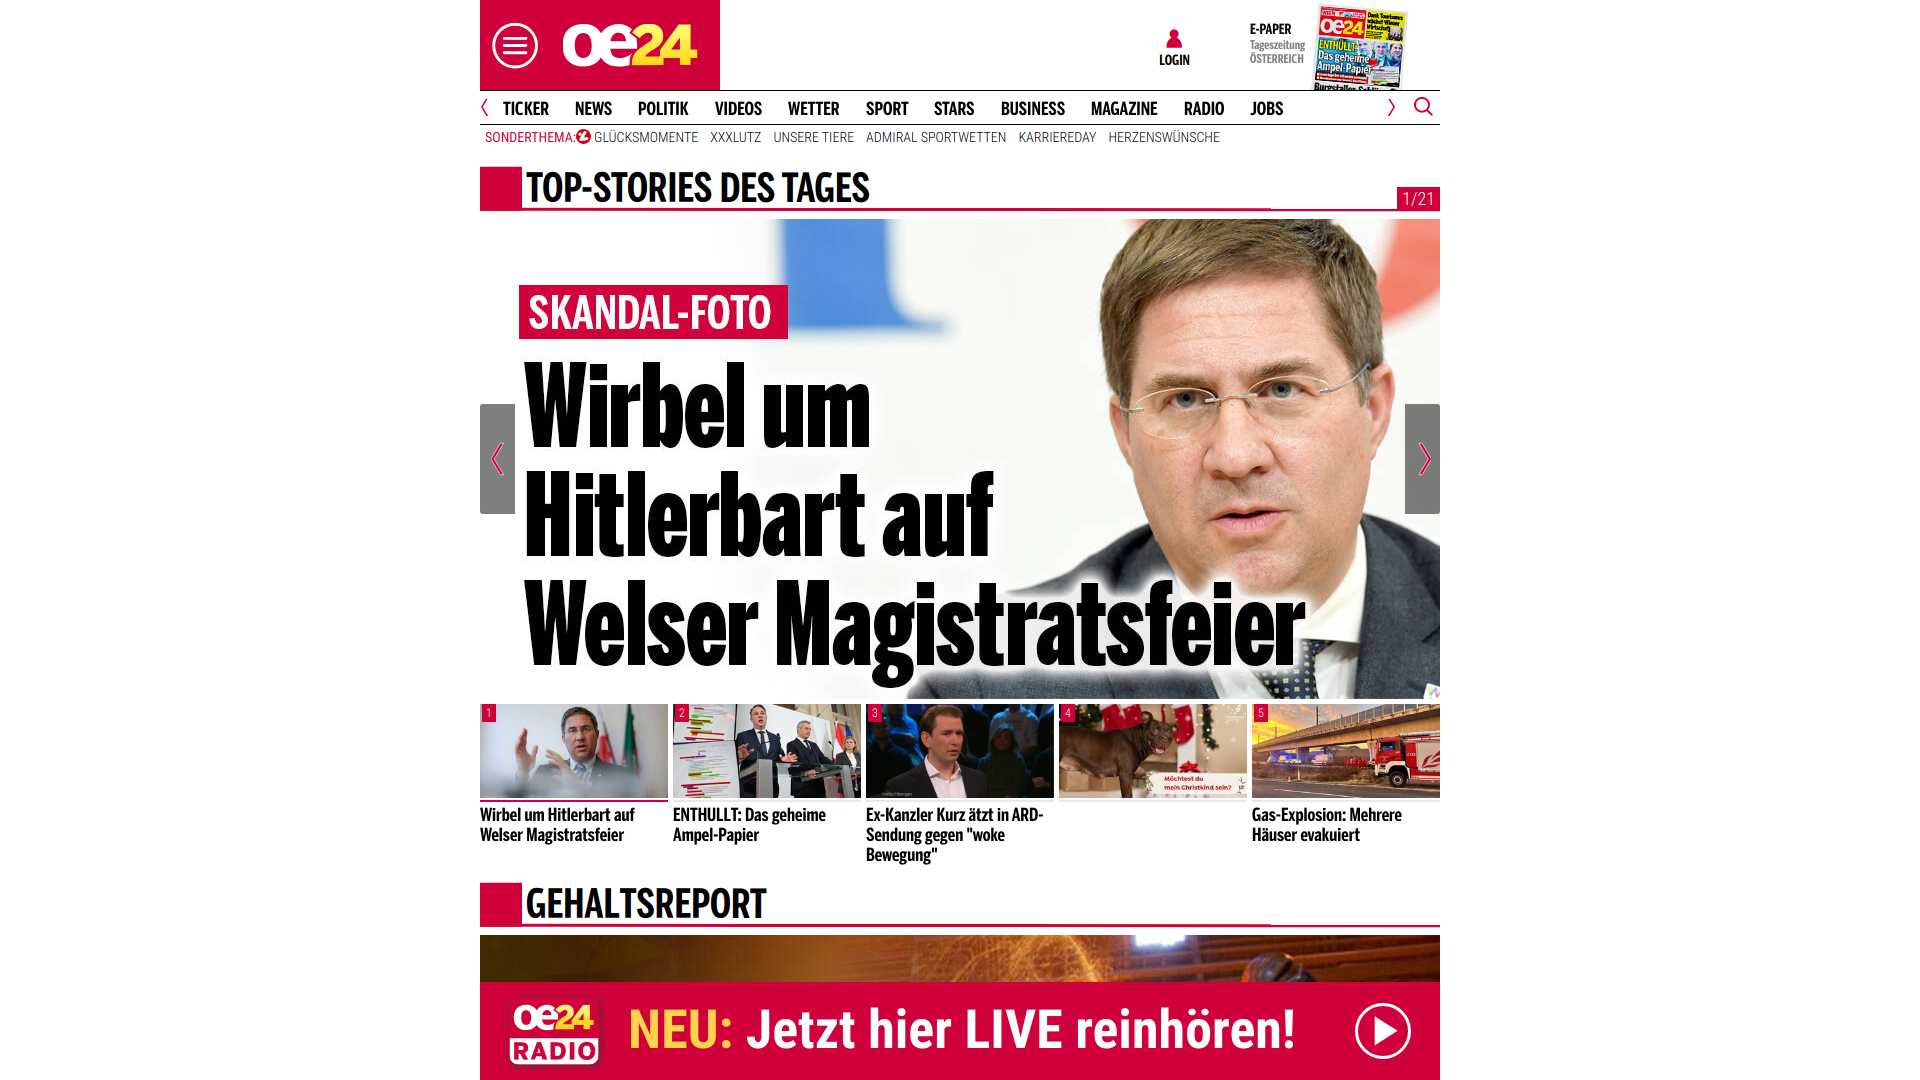 oe24
LOGIN
E-PAPER
Tageszeitung
ÖSTERREICH
oe24
ENTHÜLLT:
Das geheime
Ampel-Papier
TICKER NEWS POLITIK VIDEOS WETTER SPORT STARS BUSINESS MAGAZINE RADIO JOBS
SONDERTHEMA: GLÜCKSMOMENTE XXXLUTZ UNSERE TIERE ADMIRAL SPORTWETTEN KARRIEREDAY HERZENSWÜNSCHE
TOP-STORIES DES TAGES
1/21
SKANDAL-FOTO
Wirbel um
Hitlerbart auf
Welser Magistratsfeier
1
2
3
4
5
Möchtest du
mein Christkind sein?
Wirbel um Hitlerbart auf
Welser Magistratsfeier
ENTHÜLLT: Das geheime
Ampel-Papier
Ex-Kanzler Kurz ätzt in ARD-
Sendung gegen "woke
Bewegung"
Gas-Explosion: Mehrere
Häuser evakuiert
GEHALTSREPORT
oe24
RADIO
NEU: Jetzt hier LIVE reinhören!